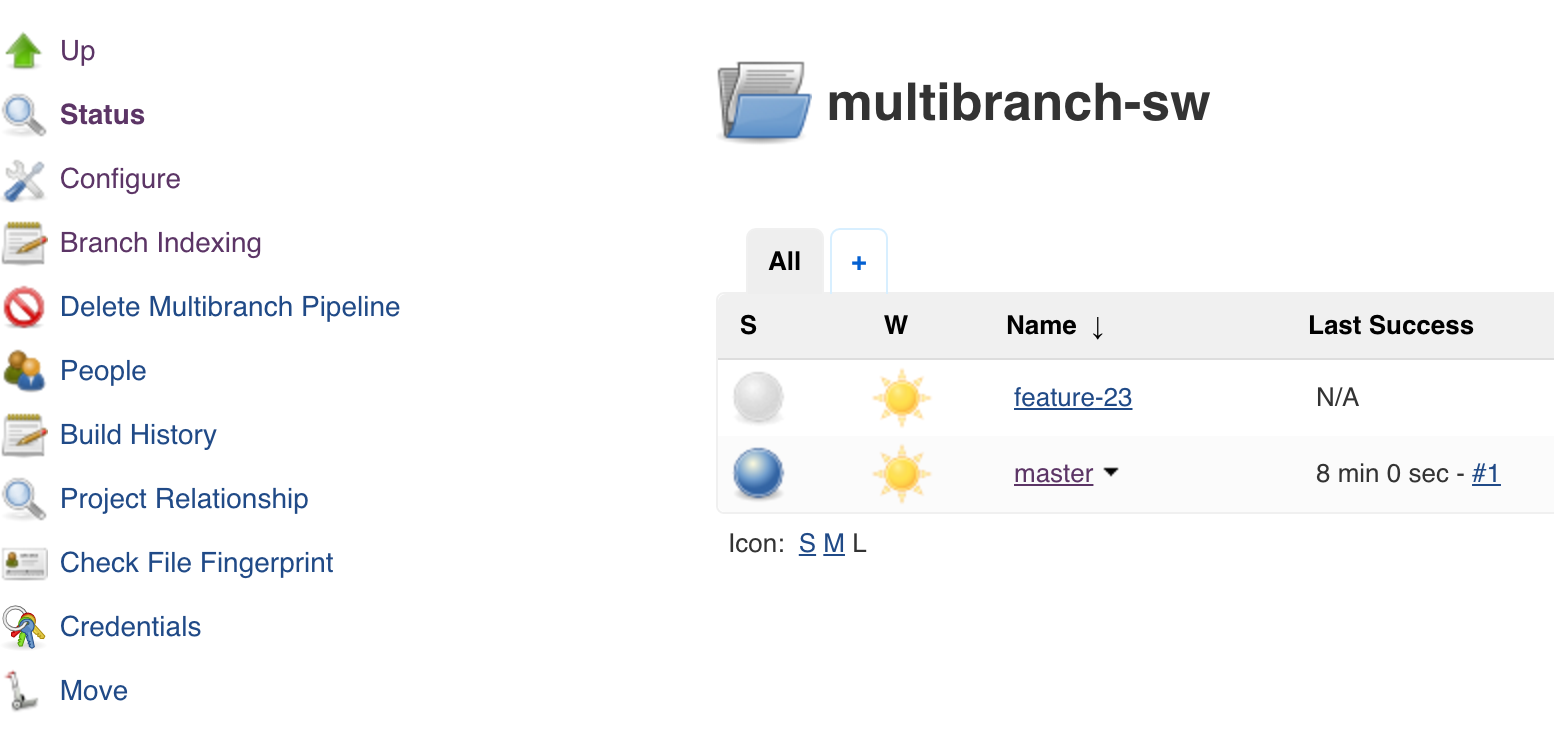 Up
Status
Configure
Branch Indexing
Delete Multibranch Pipeline
People
Build History
Project Relationship
Check File Fingerprint
Credentials
Move
multibranch-sw
All +
S W Name ↓ Last Success
feature-23 N/A
master 8 min 0 sec - #1
Icon: S M L